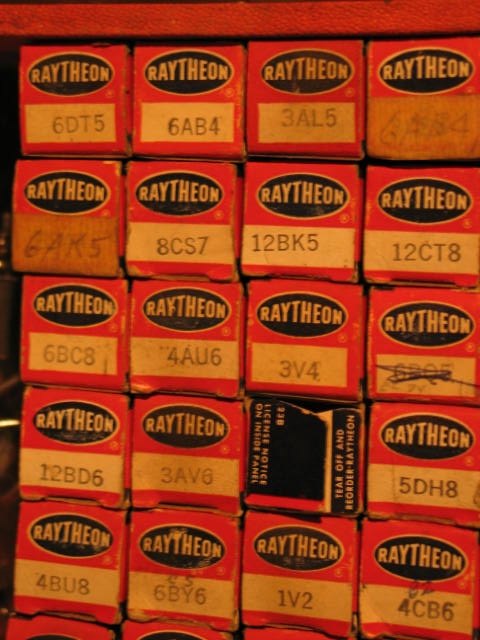 RAYTHEON
6DT5
RAYTHEON
6AB4
RAYTHEON
3AL5
RAYTHEON
RAYTHEON
6AK5
RAYTHEON
8CS7
RAYTHEON
12BK5
RAYTHEON
12CT8
RAYTHEON
6BC8
RAYTHEON
4AU6
RAYTHEON
3V4
RAYTHEON
RAYTHEON
12BD6
RAYTHEON
3AV6
LICENSE NOTICE
ON INSIDE PANEL
TEAR OFF AND
REORDER-RAYTHEON
RAYTHEON
5DH8
RAYTHEON
4BU8
RAYTHEON
6BY6
RAYTHEON
1V2
RAYTHEON
4CB6